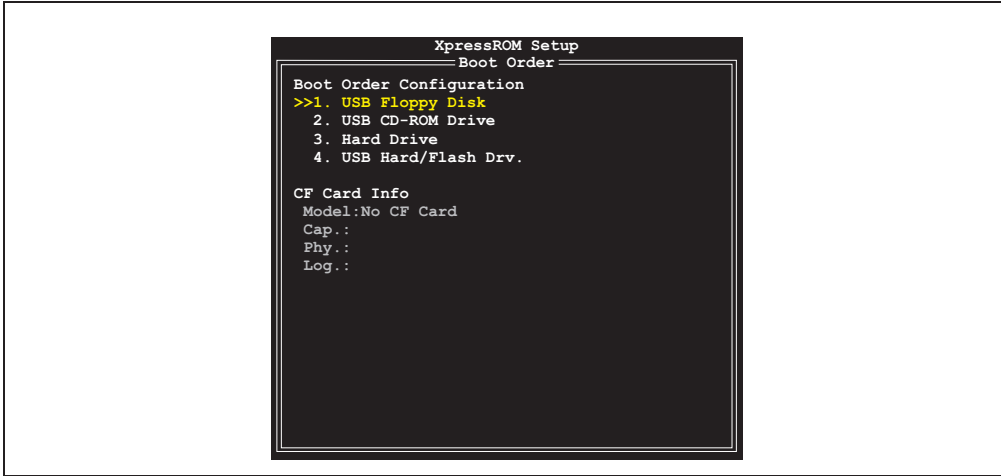 XpressROM Setup
Boot Order
Boot Order Configuration
>>1. USB Floppy Disk
2. USB CD-ROM Drive
3. Hard Drive
4. USB Hard/Flash Drv.
CF Card Info
Model:No CF Card
Cap.:
Phy.:
Log.: